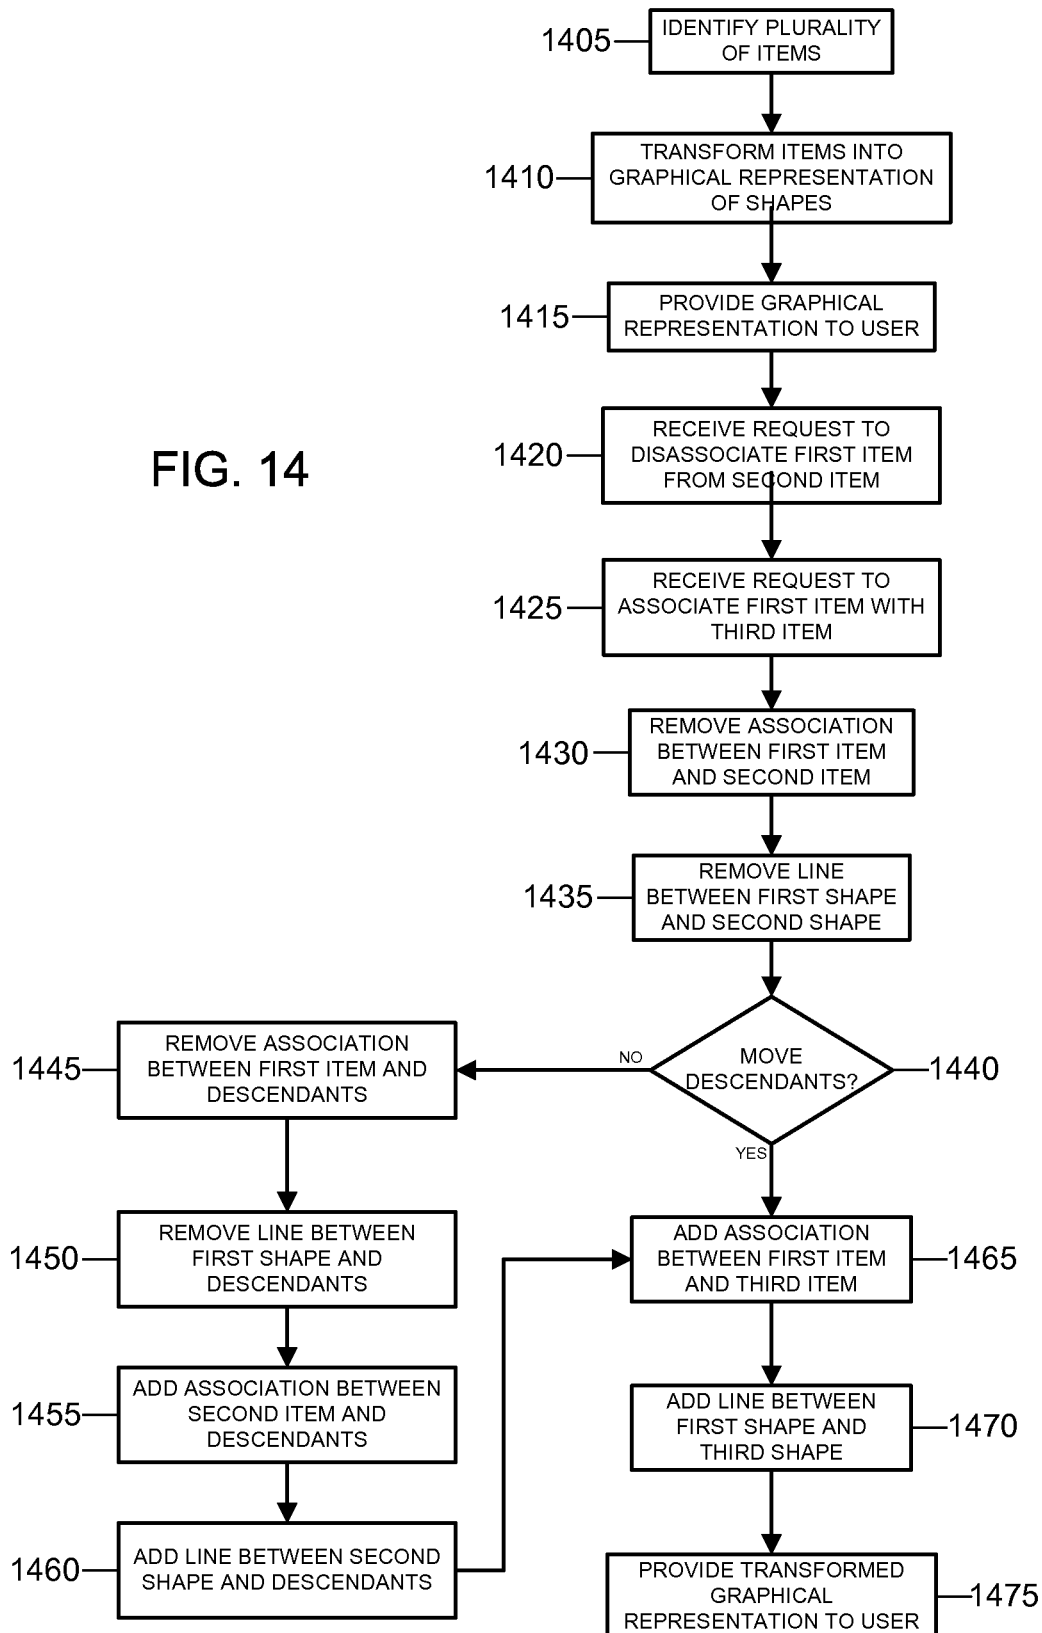 1405
IDENTIFY PLURALITY
OF ITEMS
1410
TRANSFORM ITEMS INTO
GRAPHICAL REPRESENTATION
OF SHAPES
1415
PROVIDE GRAPHICAL
REPRESENTATION TO USER
FIG. 14
1420
RECEIVE REQUEST TO
DISASSOCIATE FIRST ITEM
FROM SECOND ITEM
1425
RECEIVE REQUEST TO
ASSOCIATE FIRST ITEM WITH
THIRD ITEM
1430
REMOVE ASSOCIATION
BETWEEN FIRST ITEM
AND SECOND ITEM
1435
REMOVE LINE
BETWEEN FIRST SHAPE
AND SECOND SHAPE
MOVE
DESCENDANTS?
1440
NO
YES
1445
REMOVE ASSOCIATION
BETWEEN FIRST ITEM AND
DESCENDANTS
1450
REMOVE LINE BETWEEN
FIRST SHAPE AND
DESCENDANTS
1455
ADD ASSOCIATION BETWEEN
SECOND ITEM AND
DESCENDANTS
1460
ADD LINE BETWEEN SECOND
SHAPE AND DESCENDANTS
ADD ASSOCIATION
BETWEEN FIRST ITEM
AND THIRD ITEM
1465
ADD LINE BETWEEN
FIRST SHAPE AND
THIRD SHAPE
1470
PROVIDE TRANSFORMED
GRAPHICAL
REPRESENTATION TO USER
1475